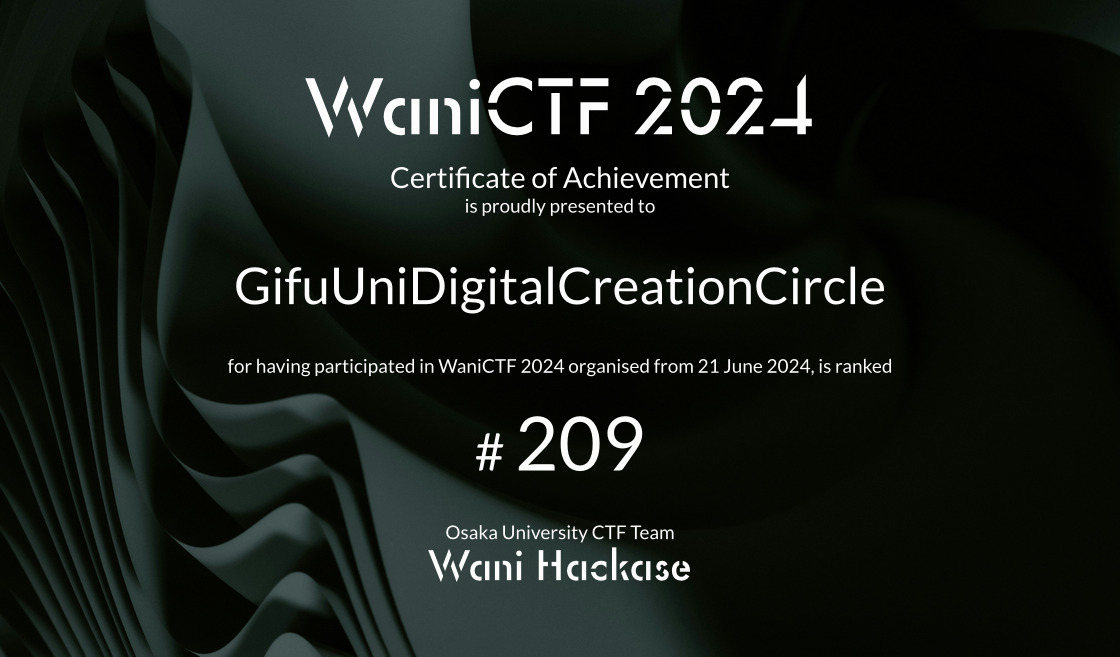 WaniCTF 2024
Certificate of Achievement
is proudly presented to
GifuUniDigitalCreationCircle
for having participated in WaniCTF 2024 organised from 21 June 2024, is ranked
# 209
Osaka University CTF Team
Wani Hackase